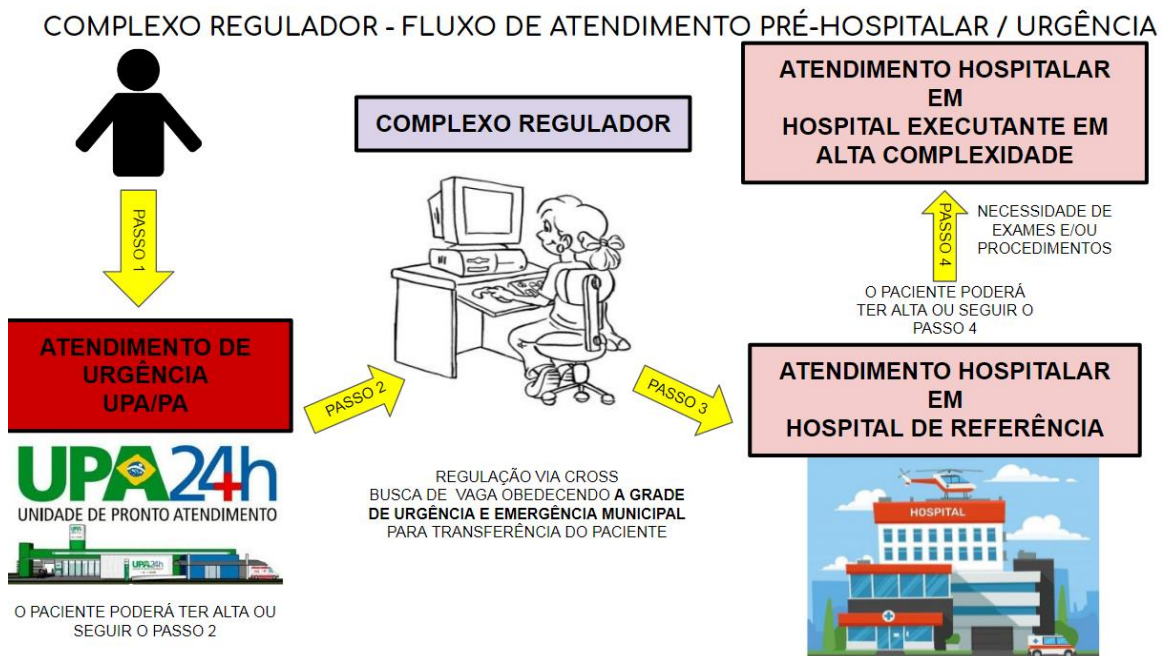 COMPLEXO REGULADOR - FLUXO DE ATENDIMENTO PRÉ-HOSPITALAR / URGÊNCIA
PASSO 1
ATENDIMENTO DE
URGÊNCIA
UPA/PA
UPA24h
UNIDADE DE PRONTO ATENDIMENTO
UPA
UPA24h
O PACIENTE PODERÁ TER ALTA OU
SEGUIR O PASSO 2
PASSO 2
COMPLEXO REGULADOR
REGULAÇÃO VIA CROSS
BUSCA DE VAGA OBEDECENDO A GRADE
DE URGÊNCIA E EMERGÊNCIA MUNICIPAL
PARA TRANSFERÊNCIA DO PACIENTE
PASSO 3
ATENDIMENTO HOSPITALAR
EM
HOSPITAL DE REFERÊNCIA
HOSPITAL
O PACIENTE PODERÁ
TER ALTA OU SEGUIR O
PASSO 4
PASSO 4
NECESSIDADE DE
EXAMES E/OU
PROCEDIMENTOS
ATENDIMENTO HOSPITALAR
EM
HOSPITAL EXECUTANTE EM
ALTA COMPLEXIDADE